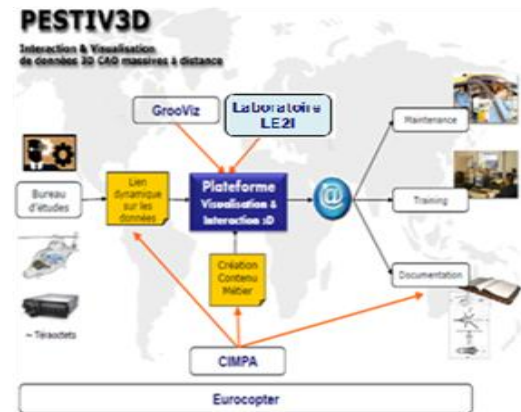 PESTIV3D
Interaction & Visualisation
de données 3D CAO massives à distance
GrooViz
Laboratoire
LE2I
Maintenance
Bureau
d'études
Lien
dynamique
sur les
données
Plateforme
Visualisation &
Interaction 3D
@
Training
Création
Contenu
Métier
Documentation
~ Téraoctets
CIMPA
Eurocopter